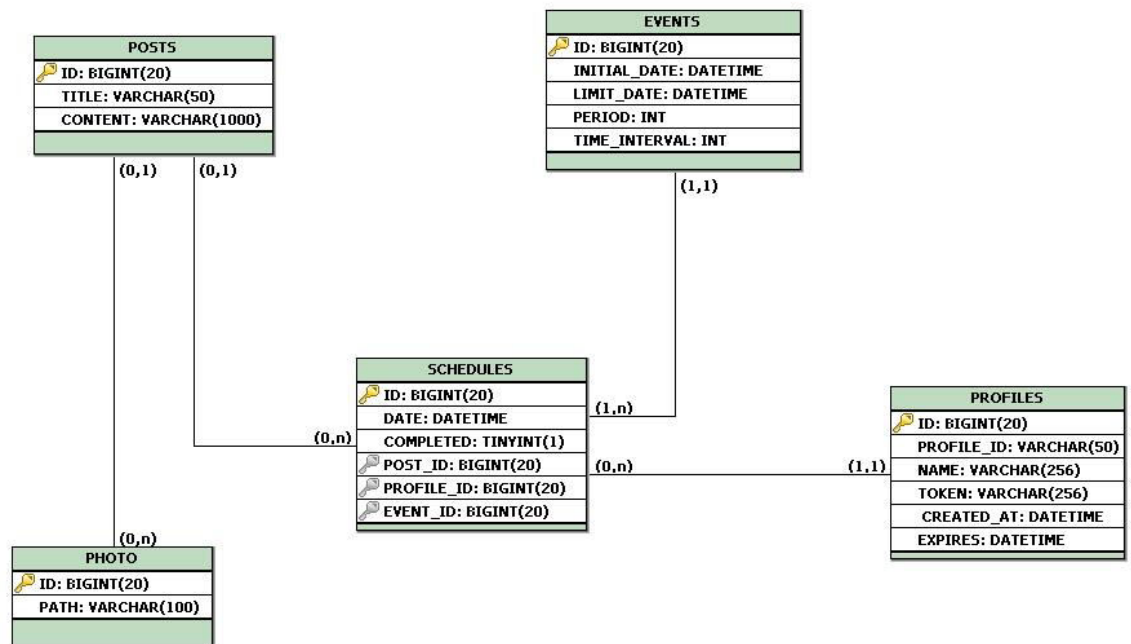 POSTS
ID: BIGINT(20)
TITLE: VARCHAR(50)
CONTENT: VARCHAR(1000)
(0,1)
(0,1)
EVENTS
ID: BIGINT(20)
INITIAL_DATE: DATETIME
LIMIT_DATE: DATETIME
PERIOD: INT
TIME_INTERVAL: INT
(1,1)
SCHEDULES
ID: BIGINT(20)
DATE: DATETIME
COMPLETED: TINYINT(1)
POST_ID: BIGINT(20)
PROFILE_ID: BIGINT(20)
EVENT_ID: BIGINT(20)
(0,n)
(1,n)
(0,n)
(1,1)
PROFILES
ID: BIGINT(20)
PROFILE_ID: VARCHAR(50)
NAME: VARCHAR(256)
TOKEN: VARCHAR(256)
CREATED_AT: DATETIME
EXPIRES: DATETIME
(0,n)
PHOTO
ID: BIGINT(20)
PATH: VARCHAR(100)